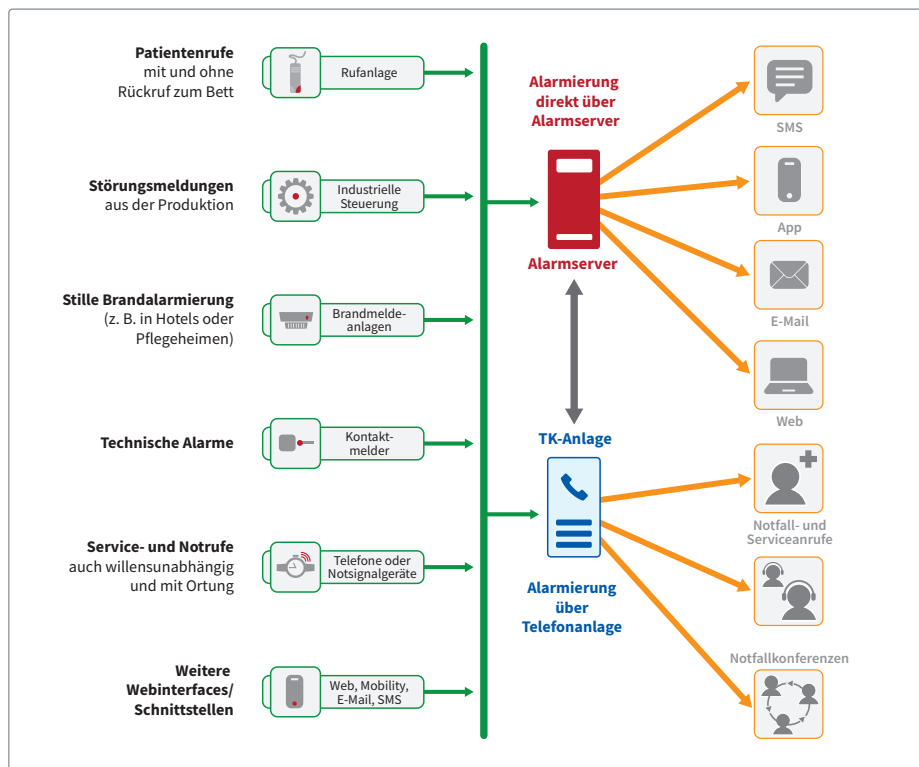 Patientenrufe
mit und ohne
Rückruf zum Bett
Rufanlage
Störungsmeldungen
aus der Produktion
Industrielle
Steuerung
Stille Brandalarmierung
(z. B. in Hotels oder
Pflegeheimen)
Brandmelde-
anlagen
Technische Alarme
Kontakt-
melder
Service- und Notrufe
auch willensunabhängig
und mit Ortung
Telefone oder
Notsignalgeräte
Weitere
Webinterfaces/
Schnittstellen
Web, Mobility,
E-Mail, SMS
Alarmierung
direkt über
Alarmserver
Alarmserver
TK-Anlage
Alarmierung
über
Telefonanlage
SMS
App
E-Mail
Web
Notfall- und
Serviceanrufe
Notfallkonferenzen